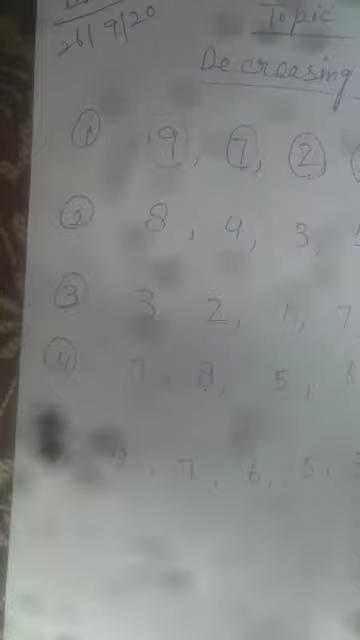 26/9/20
Topic
Decreasing
① 9, 7, 2
② 8, 4, 3,
③ 3 2, 1, 7
④ 7, 8, 5, 6
7, 6, 5,